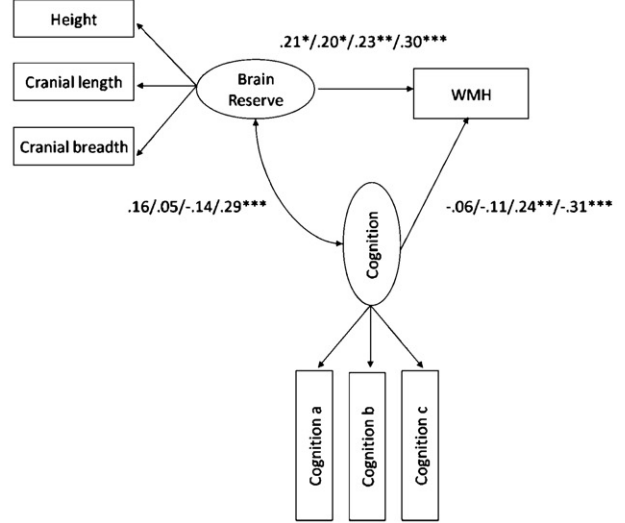 Height
.21*/.20*/.23**/.30***
Cranial length
Brain
Reserve
WMH
Cranial breadth
.16/.05/-.14/.29***
-.06/-.11/.24**/-.31***
Cognition
Cognition a
Cognition b
Cognition c